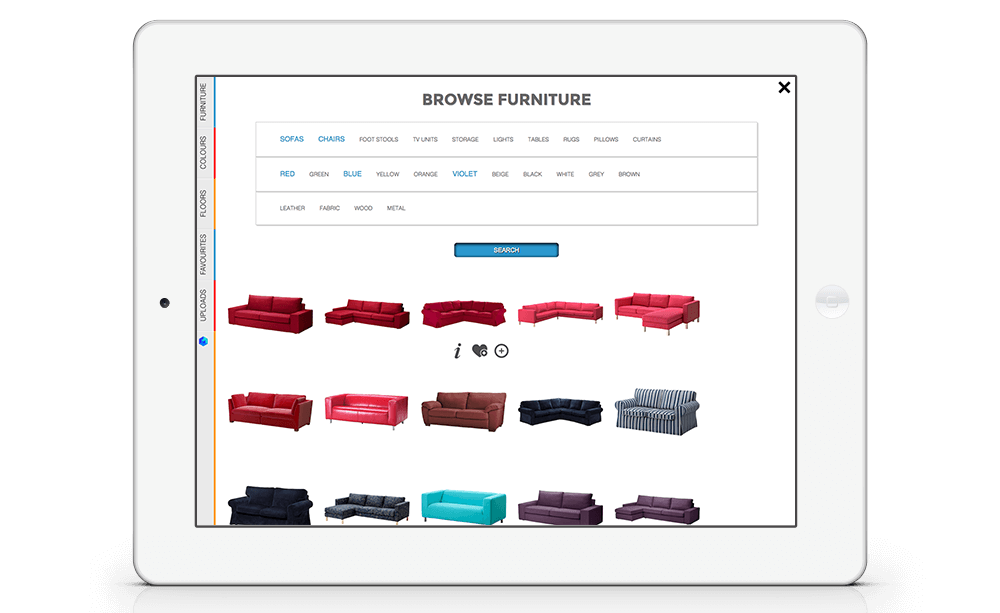 BROWSE FURNITURE
SOFAS CHAIRS FOOT STOOLS TV UNITS STORAGE LIGHTS TABLES RUGS PILLOWS CURTAINS
RED GREEN BLUE YELLOW ORANGE VIOLET BEIGE BLACK WHITE GREY BROWN
LEATHER FABRIC WOOD METAL
SEARCH
FURNITURE
COLOURS
FLOORS
FAVOURITES
UPLOADS